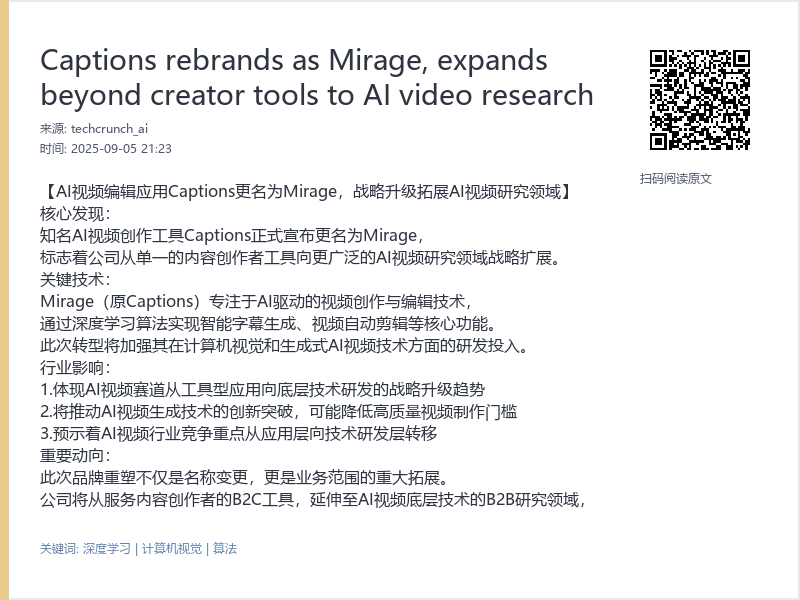 Captions rebrands as Mirage, expands
beyond creator tools to AI video research
来源: techcrunch_ai
时间: 2025-09-05 21:23
扫码阅读原文
【AI视频编辑应用Captions更名为Mirage，战略升级拓展AI视频研究领域】
核心发现：
知名AI视频创作工具Captions正式宣布更名为Mirage，
标志着公司从单一的内容创作者工具向更广泛的AI视频研究领域战略扩展。
关键技术：
Mirage（原Captions）专注于AI驱动的视频创作与编辑技术，
通过深度学习算法实现智能字幕生成、视频自动剪辑等核心功能。
此次转型将加强其在计算机视觉和生成式AI视频技术方面的研发投入。
行业影响：
1.体现AI视频赛道从工具型应用向底层技术研发的战略升级趋势
2.将推动AI视频生成技术的创新突破，可能降低高质量视频制作门槛
3.预示着AI视频行业竞争重点从应用层向技术研发层转移
重要动向：
此次品牌重塑不仅是名称变更，更是业务范围的重大拓展。
公司将从服务内容创作者的B2C工具，延伸至AI视频底层技术的B2B研究领域，
关键词: 深度学习 | 计算机视觉 | 算法